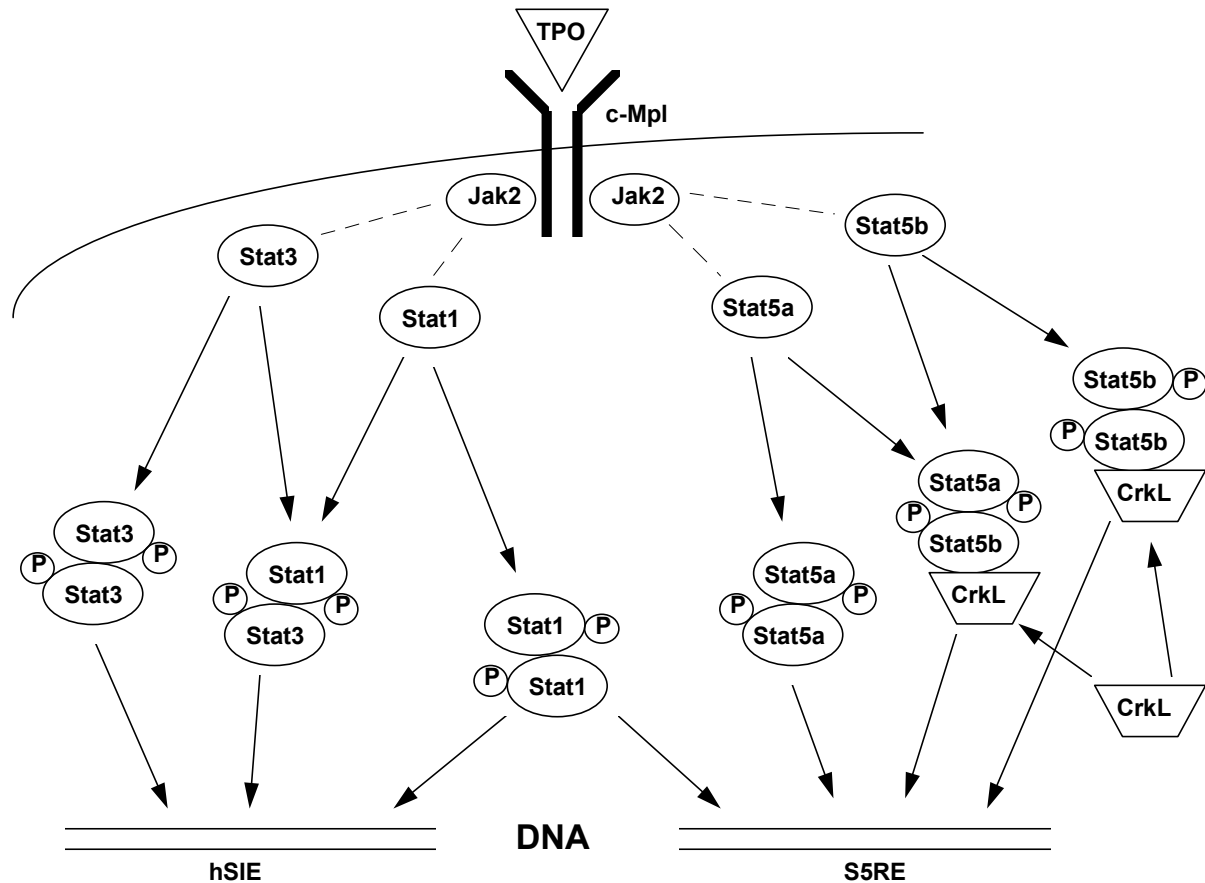 TPO
c-Mpl
Jak2
Jak2
Stat3
Stat5b
Stat1
Stat5a
Stat5b
P
P
Stat5b
CrkL
Stat3
P
P
Stat3
Stat1
P
P
Stat3
Stat1
P
P
Stat1
Stat5a
P
P
Stat5a
Stat5a
P
P
Stat5b
CrkL
CrkL
DNA
hSIE
S5RE